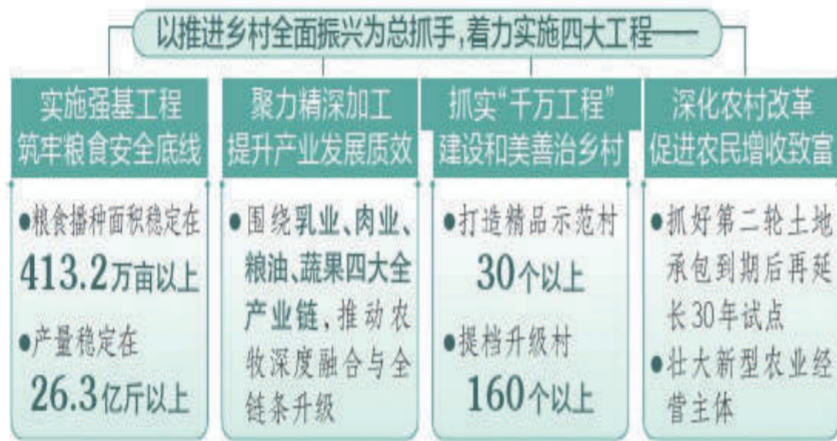 以推进乡村全面振兴为总抓手,着力实施四大工程——
实施强基工程
筑牢粮食安全底线
●粮食播种面积稳定在
413.2万亩以上
●产量稳定在
26.3亿斤以上
聚力精深加工
提升产业发展质效
●围绕乳业、肉业、
粮油、蔬果四大全
产业链,推动农
牧深度融合与全
链条升级
抓实“千万工程”
建设和美善治乡村
●打造精品示范村
30个以上
●提档升级村
160个以上
深化农村改革
促进农民增收致富
●抓好第二轮土地
承包到期后再延
长30年试点
●壮大新型农业经
营主体